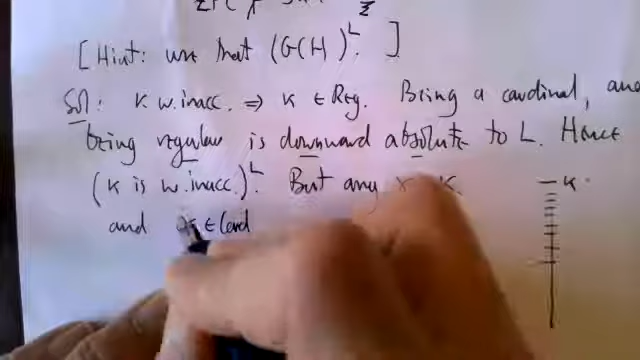 [Hint: use that (GCH)^L. ]
Sol: κ w.inacc. ⇒ κ ∈ Reg. Being a cardinal, and
being regular is downward absolute to L. Hence
(κ is w.inacc.)^L. But any κ.
κ.
and ∈ Card